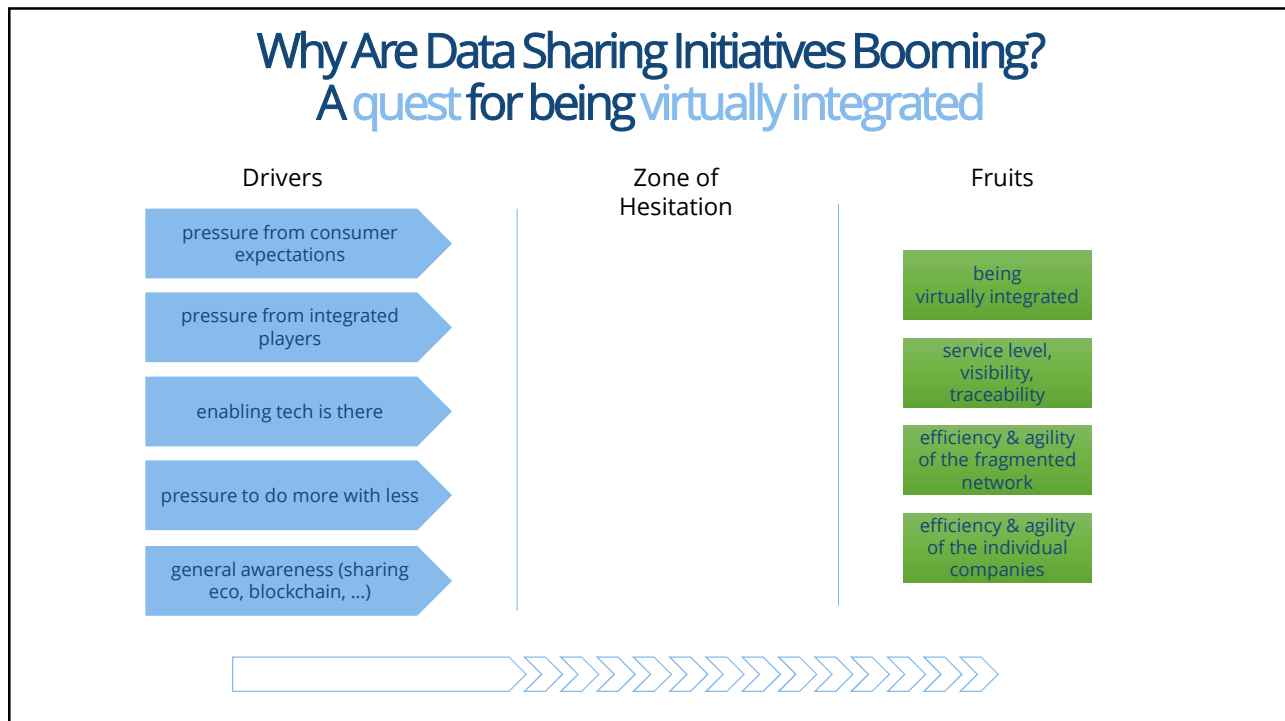 Why Are Data Sharing Initiatives Booming?
A quest for being virtually integrated
Drivers
pressure from consumer
expectations
pressure from integrated
players
enabling tech is there
pressure to do more with less
general awareness (sharing
eco, blockchain, ...)
Zone of
Hesitation
Fruits
being
virtually integrated
service level,
visibility,
traceability
efficiency & agility
of the fragmented
network
efficiency & agility
of the individual
companies